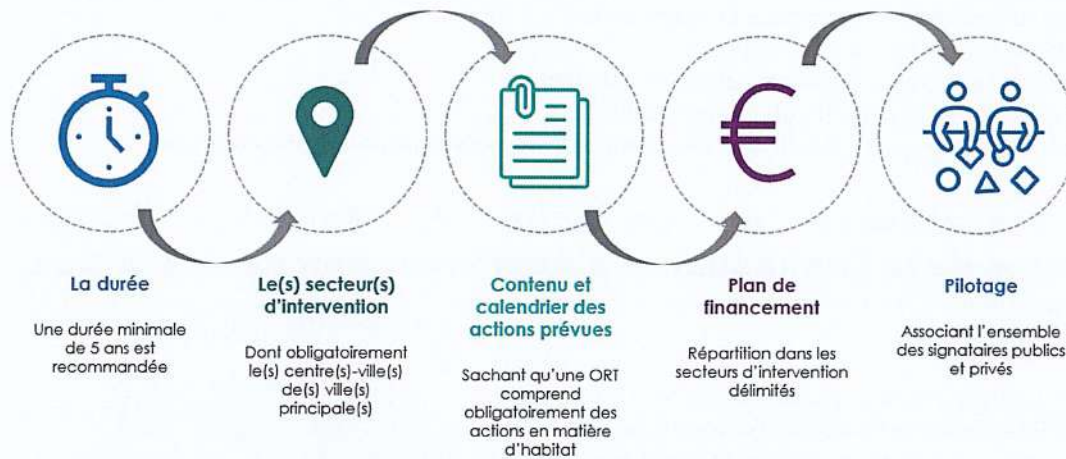 La durée
Une durée minimale
de 5 ans est
recommandée
Le(s) secteur(s)
d'intervention
Dont obligatoirement
le(s) centre(s)-ville(s)
de(s) ville(s)
principale(s)
Contenu et
calendrier des
actions prévues
Sachant qu'une ORT
comprend
obligatoirement des
actions en matière
d'habitat
€
Plan de
financement
Répartition dans les
secteurs d'intervention
délimités
Pilotage
Associant l'ensemble
des signataires publics
et privés